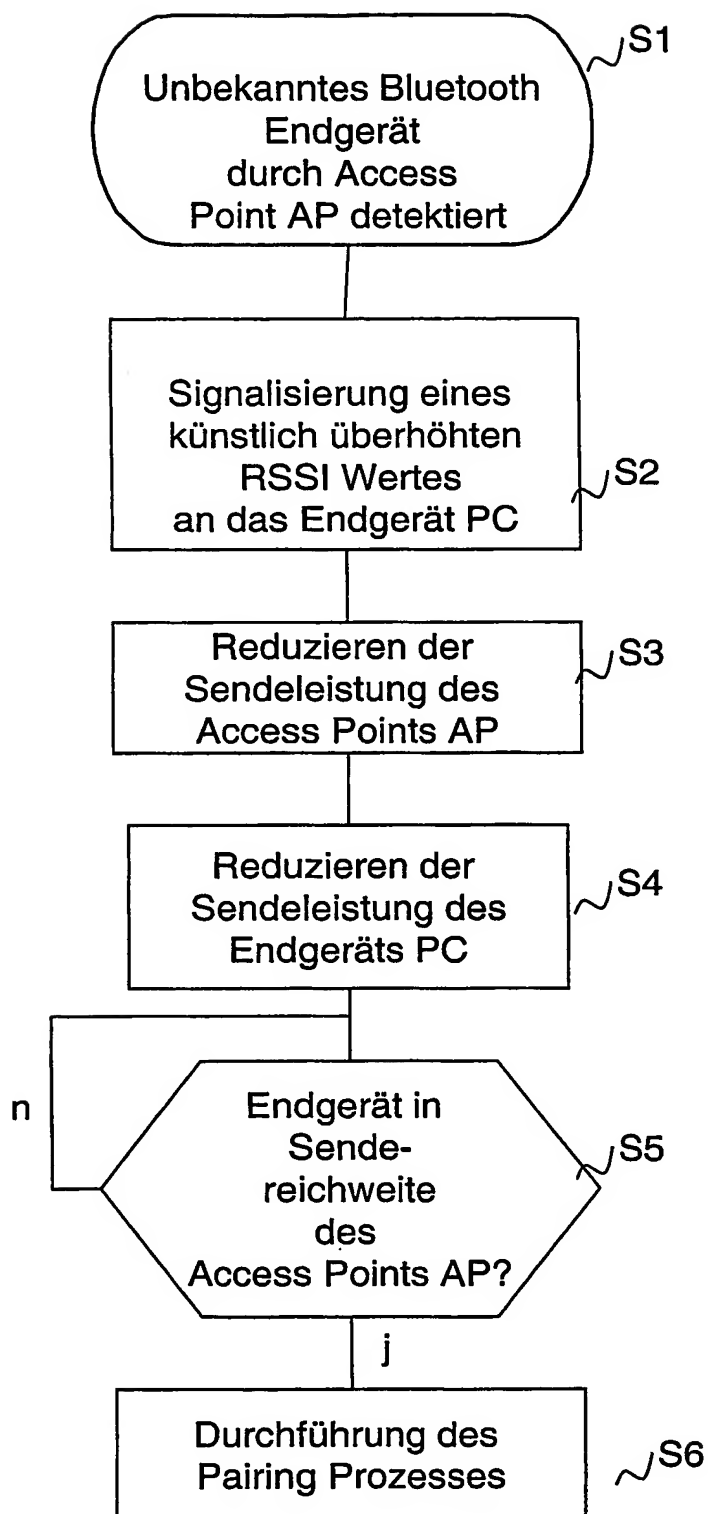 S1
Unbekanntes Bluetooth
Endgerät
durch Access
Point AP detektiert
Signalisierung eines
künstlich überhöhten
RSSI Wertes
an das Endgerät PC
S2
Reduzieren der
Sendeleistung des
Access Points AP
S3
Reduzieren der
Sendeleistung des
Endgeräts PC
S4
n
Endgerät in
Sende-
reichweite
des
Access Points AP?
S5
j
Durchführung des
Pairing Prozesses
S6